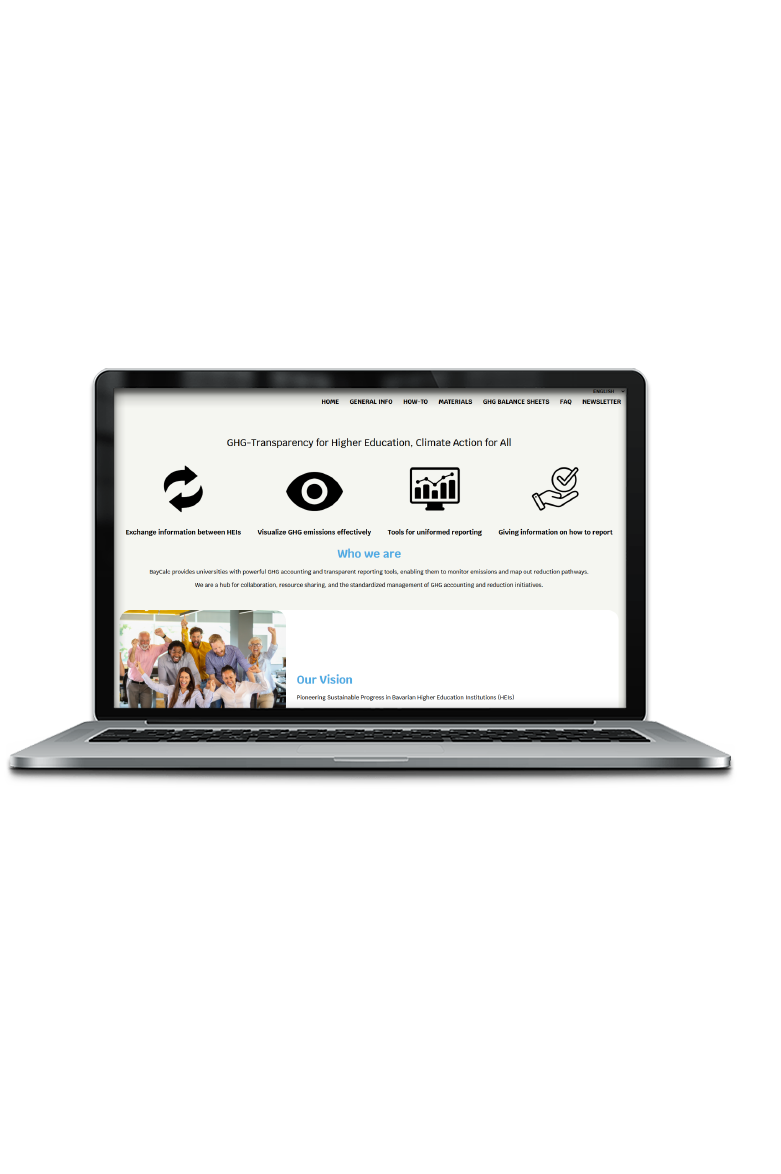 ENGLISH
HOME GENERAL INFO HOW-TO MATERIALS GHG BALANCE SHEETS FAQ NEWSLETTER
GHG-Transparency for Higher Education, Climate Action for All
Exchange information between HEIs Visualize GHG emissions effectively Tools for uniformed reporting Giving information on how to report
Who we are
BayCalc provides universities with powerful GHG accounting and transparent reporting tools, enabling them to monitor emissions and map out reduction pathways.
We are a hub for collaboration, resource sharing, and the standardized management of GHG accounting and reduction initiatives.
Our Vision
Pioneering Sustainable Progress in Bavarian Higher Education Institutions (HEIs)